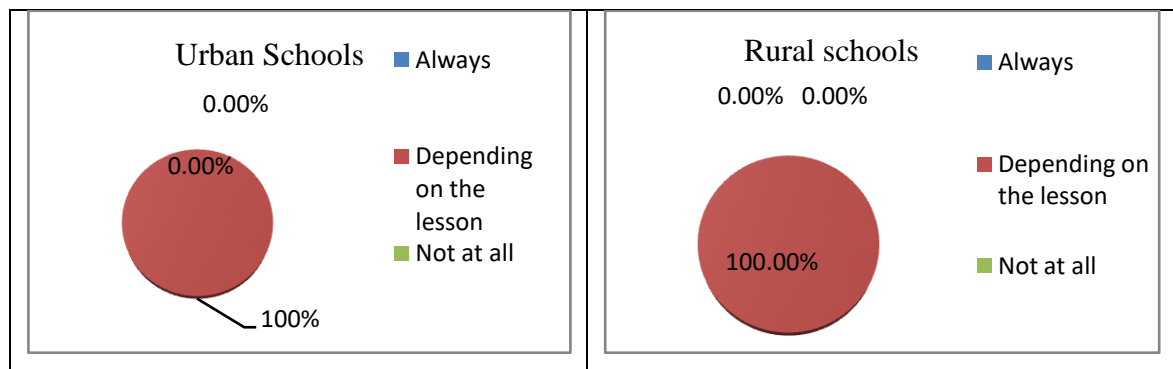 Urban Schools
0.00%
0.00%
100%
Always
Depending
on the
lesson
Not at all
Rural schools
0.00% 0.00%
100.00%
Always
Depending on
the lesson
Not at all